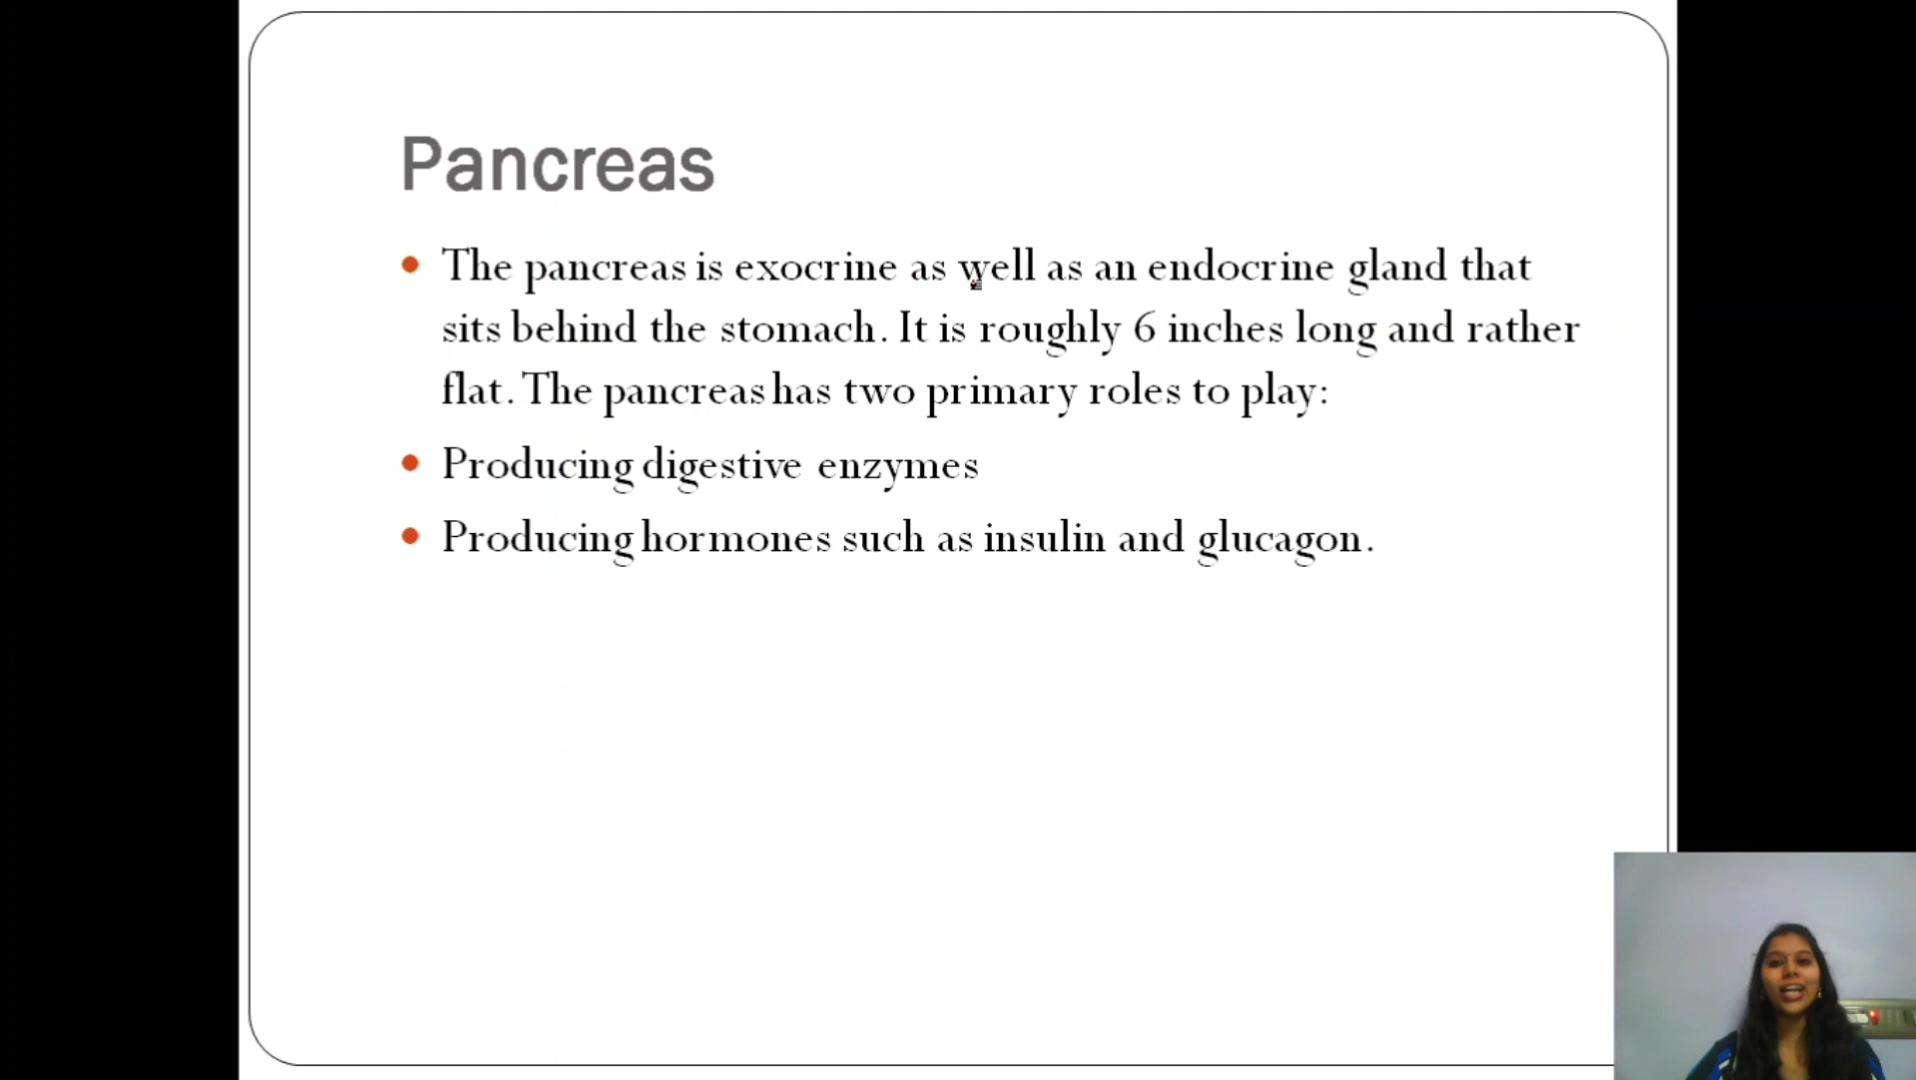 Pancreas
The pancreas is exocrine as well as an endocrine gland that
sits behind the stomach. It is roughly 6 inches long and rather
flat. The pancreas has two primary roles to play:
Producing digestive enzymes
Producing hormones such as insulin and glucagon.